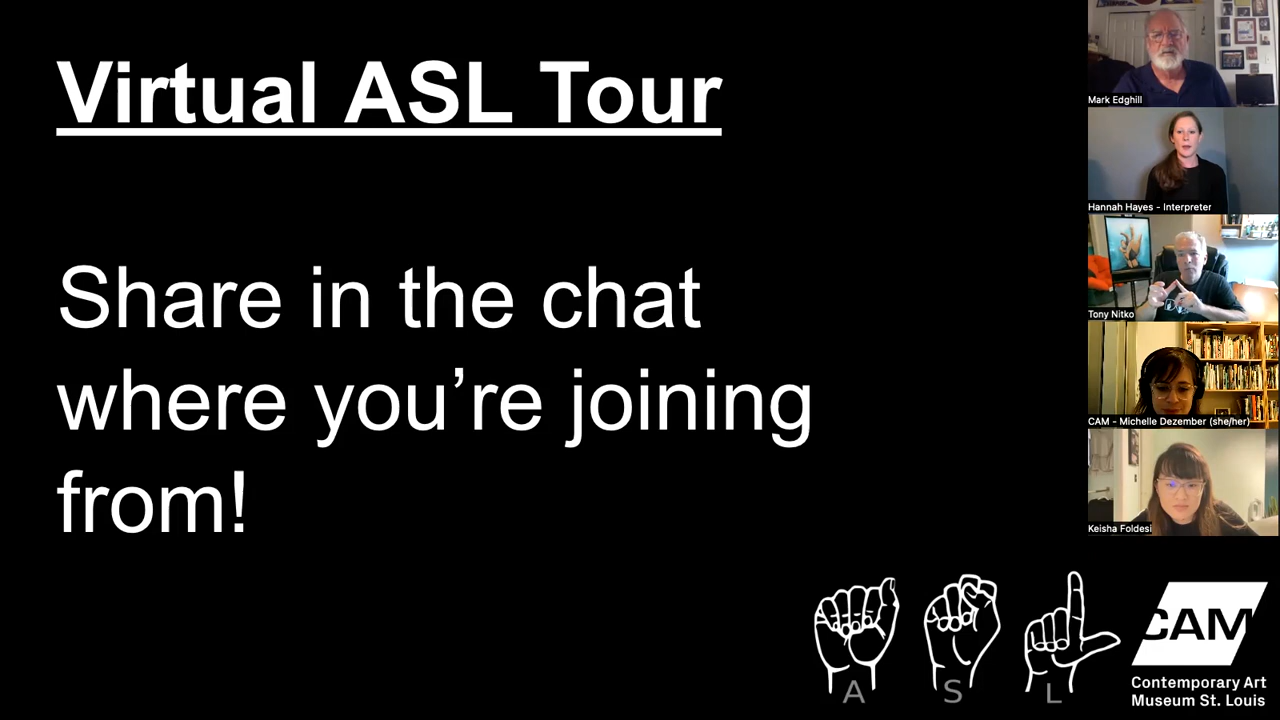 Virtual ASL Tour
Share in the chat
where you're joining
from!
Mark Edghill
Hannah Hayes - Interpreter
Tony Nitko
CAM - Michelle Dezember (she/her)
Keisha Foldesi
A S L
CAM
Contemporary Art
Museum St. Louis